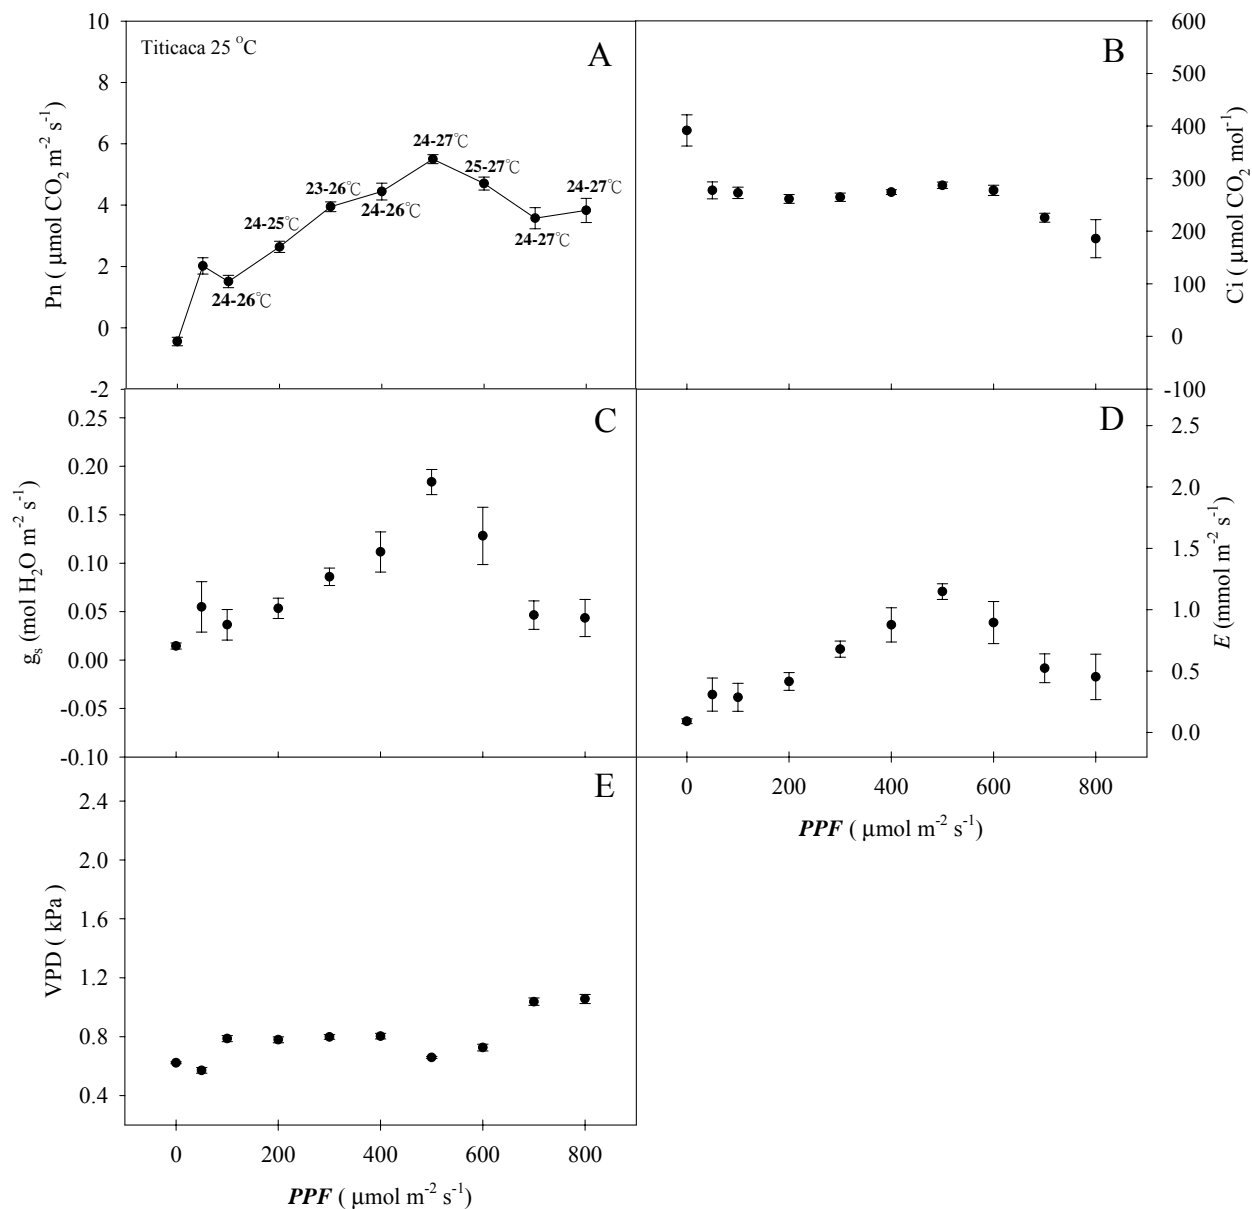 Titicaca 25 °C
A
Pn ( μmol CO₂ m⁻² s⁻¹)
10
8
6
4
2
0
-2
24-26℃
24-25℃
23-26℃
24-26℃
24-27℃
25-27℃
24-27℃
24-27℃
B
600
500
400
300
200
100
0
-100
Ci ( μmol CO₂ mol⁻¹)
C
gₛ (mol H₂O m⁻² s⁻¹)
0.25
0.20
0.15
0.10
0.05
0.00
-0.05
-0.10
D
2.5
2.0
1.5
1.0
0.5
0.0
E (mmol m⁻² s⁻¹)
0 200 400 600 800
PPF ( μmol m⁻² s⁻¹)
E
VPD ( kPa )
2.4
2.0
1.6
1.2
0.8
0.4
0 200 400 600 800
PPF ( μmol m⁻² s⁻¹)